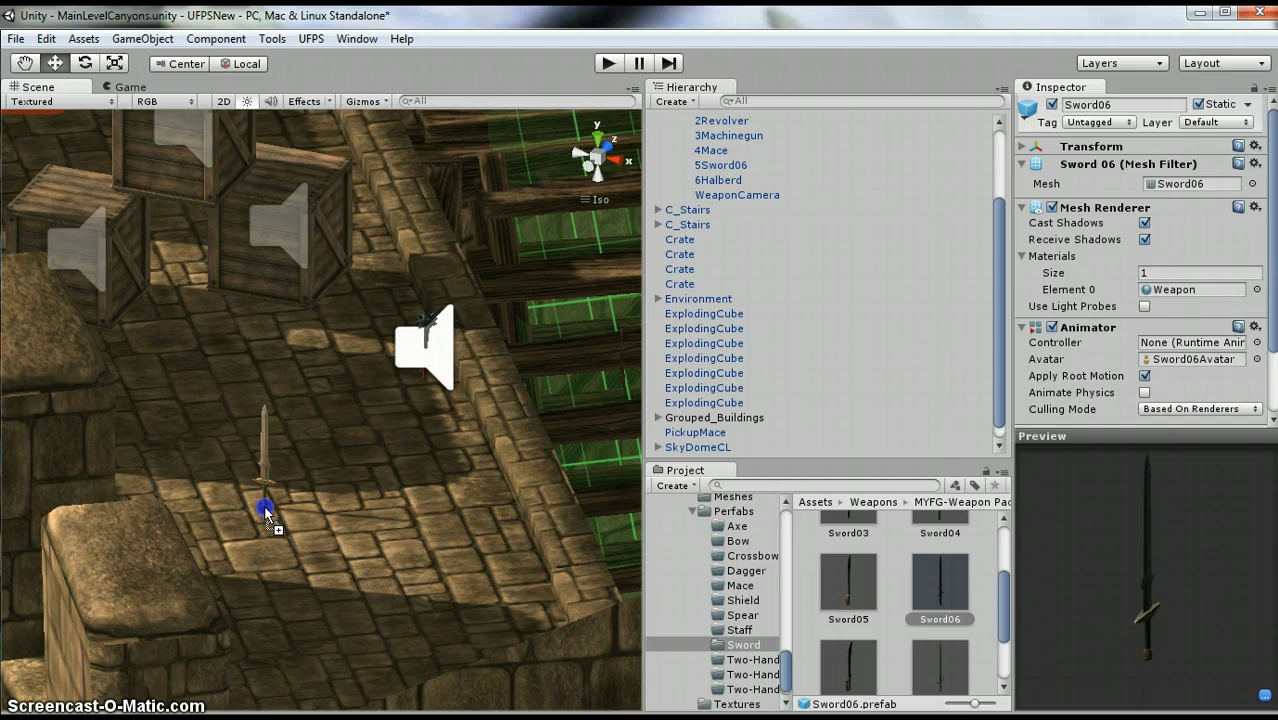 Unity - MainLevelCanyons.unity - UFPSNew - PC, Mac & Linux Standalone*
File Edit Assets GameObject Component Tools UFPS Window Help
Center Local Layers Layout
Scene Game
Textured RGB 2D Effects Gizmos All
y
z
x
Iso
Hierarchy
Create All
2Revolver
3Machinegun
4Mace
5Sword06
6Halberd
WeaponCamera
C_Stairs
C_Stairs
Crate
Crate
Crate
Crate
Environment
ExplodingCube
ExplodingCube
ExplodingCube
ExplodingCube
ExplodingCube
ExplodingCube
ExplodingCube
Grouped_Buildings
PickupMace
SkyDomeCL
Project
Create
Meshes
Perfabs
Axe
Bow
Crossbow
Dagger
Mace
Shield
Spear
Staff
Sword
Two-Hand
Two-Hand
Two-Hand
Textures
Assets Weapons MYFG-Weapon Pac
Sword03 Sword04
Sword05 Sword06
Sword06.prefab
Inspector
Sword06 Static
Tag Untagged Layer Default
Transform
Sword 06 (Mesh Filter)
Mesh Sword06
Mesh Renderer
Cast Shadows
Receive Shadows
Materials
Size 1
Element 0 Weapon
Use Light Probes
Animator
Controller None (Runtime Anir
Avatar Sword06Avatar
Apply Root Motion
Animate Physics
Culling Mode Based On Renderers
Preview
Screencast-O-Matic.com